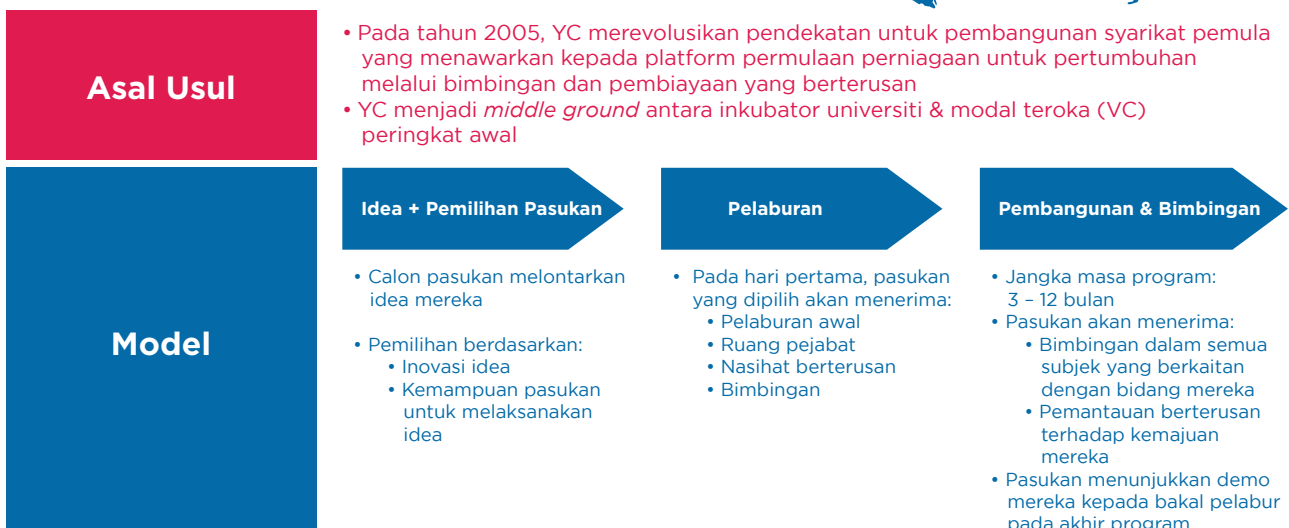 Asal Usul
• Pada tahun 2005, YC merevolusikan pendekatan untuk pembangunan syarikat pemula
yang menawarkan kepada platform permulaan perniagaan untuk pertumbuhan
melalui bimbingan dan pembiayaan yang berterusan
• YC menjadi middle ground antara inkubator universiti & modal teroka (VC)
peringkat awal
Model
Idea + Pemilihan Pasukan
• Calon pasukan melontarkan
idea mereka
• Pemilihan berdasarkan:
• Inovasi idea
• Kemampuan pasukan
untuk melaksanakan
idea
Pelaburan
• Pada hari pertama, pasukan
yang dipilih akan menerima:
• Pelaburan awal
• Ruang pejabat
• Nasihat berterusan
• Bimbingan
Pembangunan & Bimbingan
• Jangka masa program:
3 – 12 bulan
• Pasukan akan menerima:
• Bimbingan dalam semua
subjek yang berkaitan
dengan bidang mereka
• Pemantauan berterusan
terhadap kemajuan
mereka
• Pasukan menunjukkan demo
mereka kepada bakal pelabur
pada akhir program